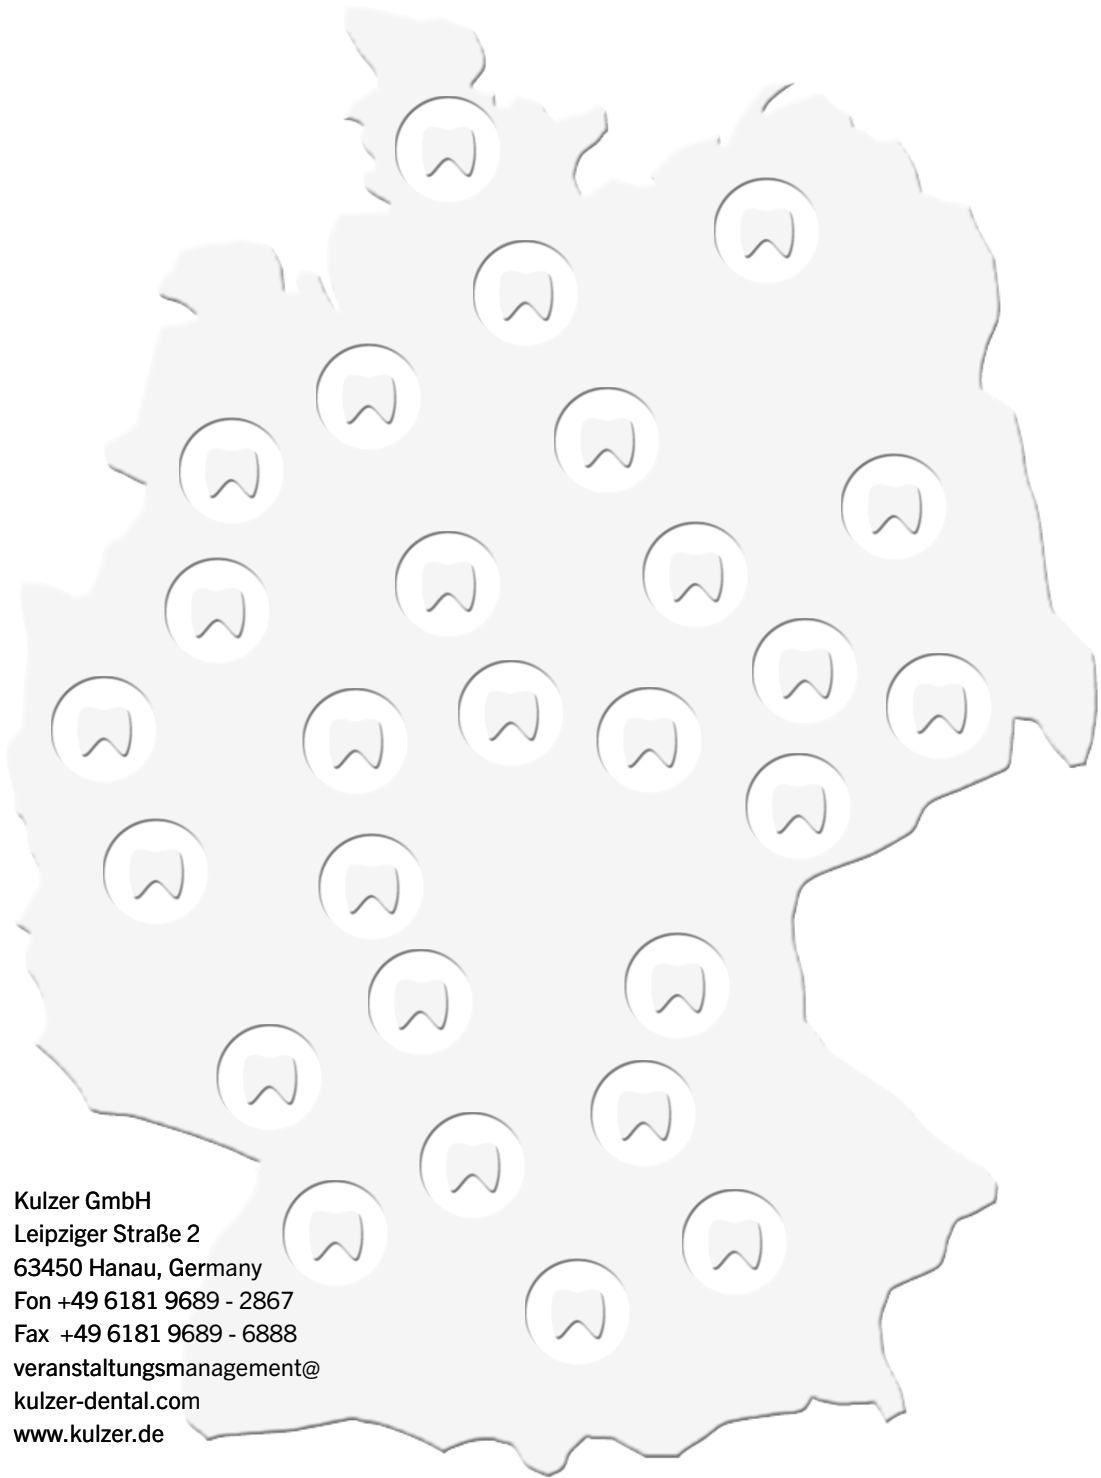 Kulzer GmbH
Leipziger Straße 2
63450 Hanau, Germany
Fon +49 6181 9689 - 2867
Fax +49 6181 9689 - 6888
veranstaltungsmanagement@
kulzer-dental.com
www.kulzer.de